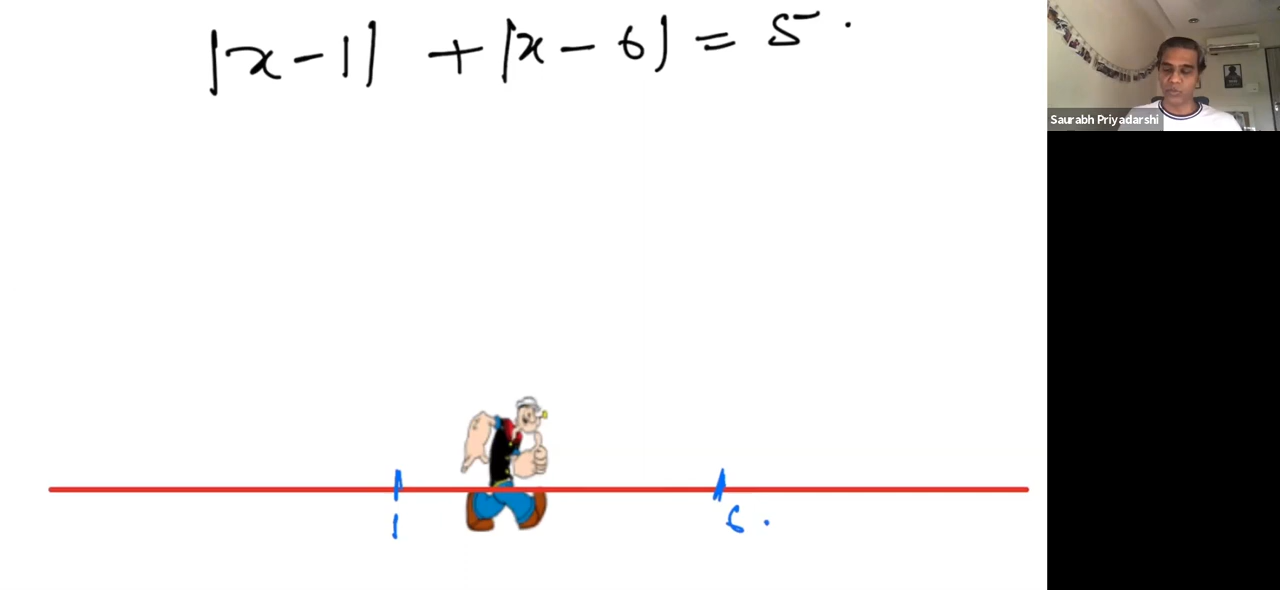 |x-1| + |x-6| = 5.
Saurabh Priyadarshi
1
6.